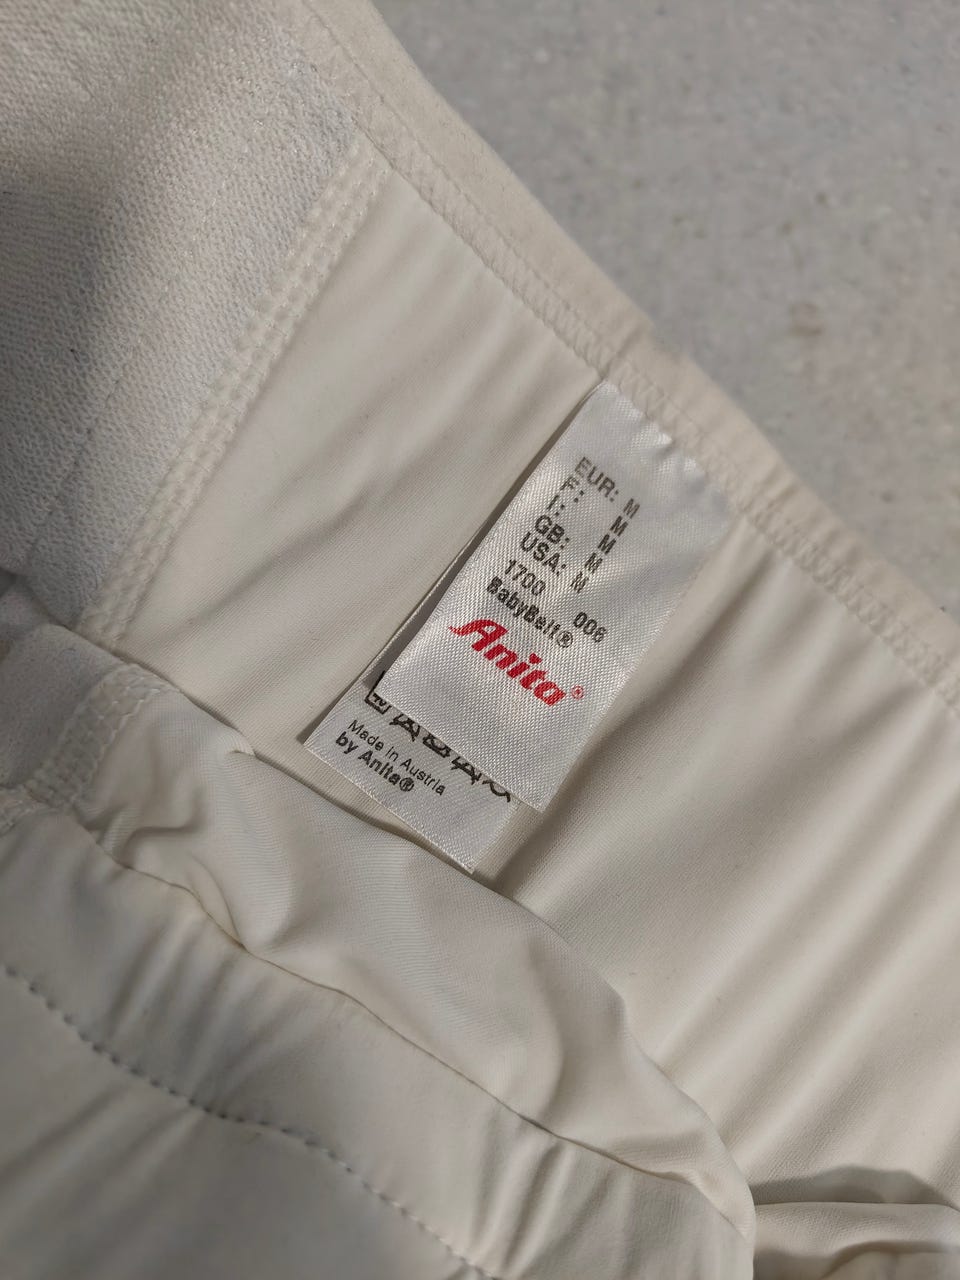 EUR: M
F: M
I: M
GB: M
USA: M
1700 006
BabyBelt®
Anita®
Made in Austria
by Anita®